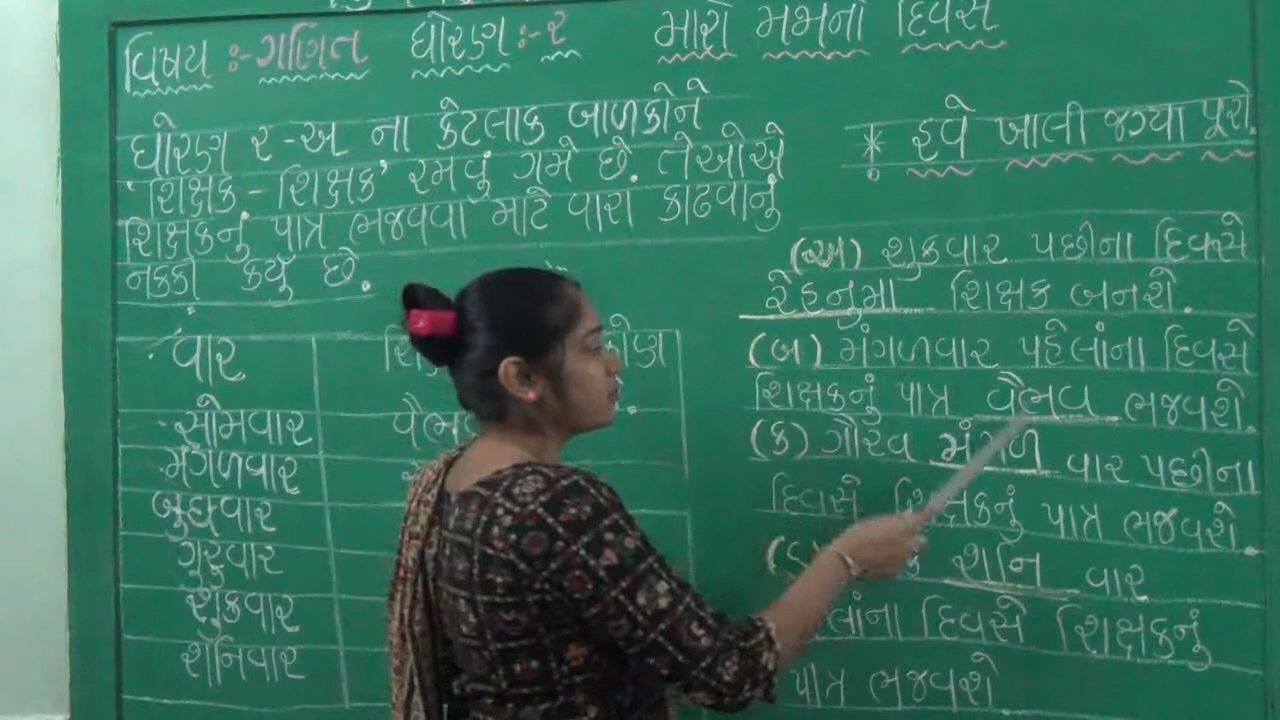 વિષય :- ગણિત ધોરણ :- ૨ મારો મમનો દિવસ
ધોરણ ૨-અ ના કેટલાક બાળકોને
'શિક્ષક - શિક્ષક' રમવું ગમે છે. તેઓએ
શિક્ષકનું પાત્ર ભજવવા માટે વારા કાઢવાનું
નક્કી કર્યું છે.
વાર કોણ
સોમવાર વૈભ
મંગળવાર
બુધવાર
ગુરુવાર
શુક્રવાર
શનિવાર
* હવે ખાલી જગ્યા પૂરો.
(અ) શુક્રવાર પછીના દિવસે
રેહનુમા શિક્ષક બનશે.
(બ) મંગળવાર પહેલાંના દિવસે
શિક્ષકનું પાત્ર વૈભવ ભજવશે.
(ક) ગૌરવ મંગળ વાર પછીના
દિવસે શિક્ષકનું પાત્ર ભજવશે.
શનિ વાર
લાંના દિવસે શિક્ષકનું
પાત્ર ભજવશે